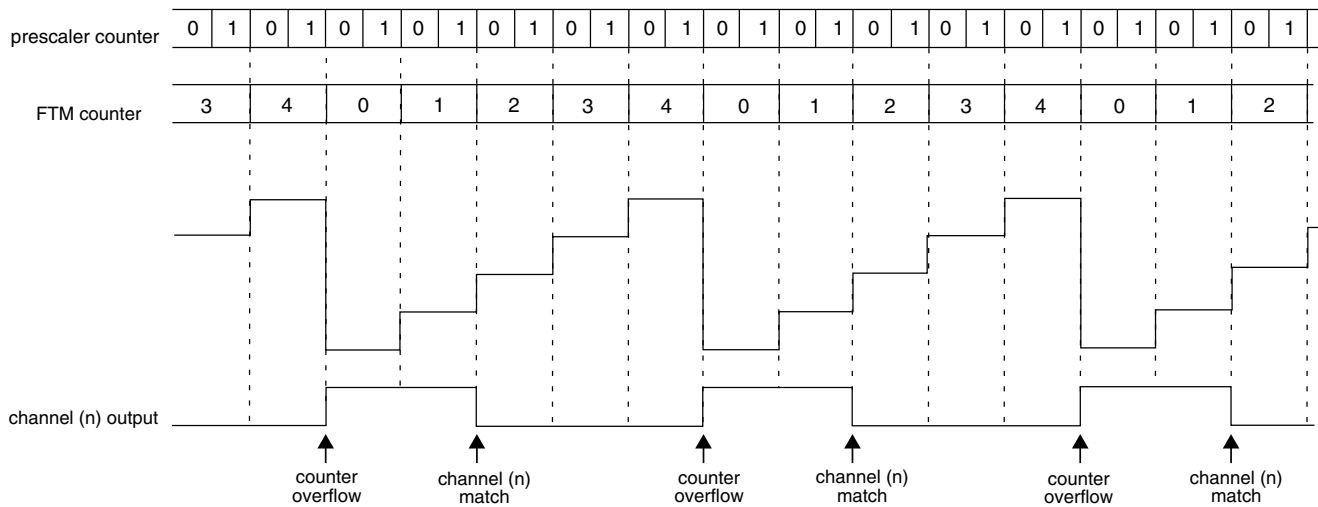 prescaler counter 0 1 0 1 0 1 0 1 0 1 0 1 0 1 0 1 0 1 0 1 0 1 0 1 0 1 0 1 0 1
FTM counter 3 4 0 1 2 3 4 0 1 2 3 4 0 1 2
channel (n) output
counter overflow
channel (n) match
counter overflow
channel (n) match
counter overflow
channel (n) match